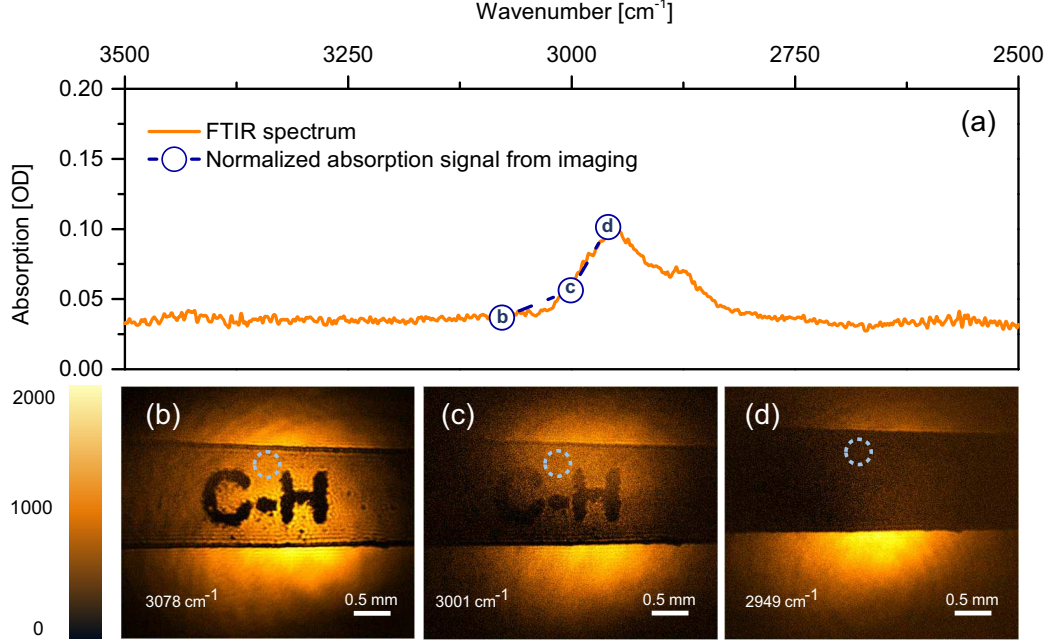 Wavenumber [cm⁻¹]
3500 3250 3000 2750 2500
0.20
(a)
FTIR spectrum
Normalized absorption signal from imaging
0.15
Absorption [OD]
0.10
0.05
0.00
b c d
2000
1000
0
(b) (c) (d)
C-H C-H
3078 cm⁻¹ 0.5 mm 3001 cm⁻¹ 0.5 mm 2949 cm⁻¹ 0.5 mm